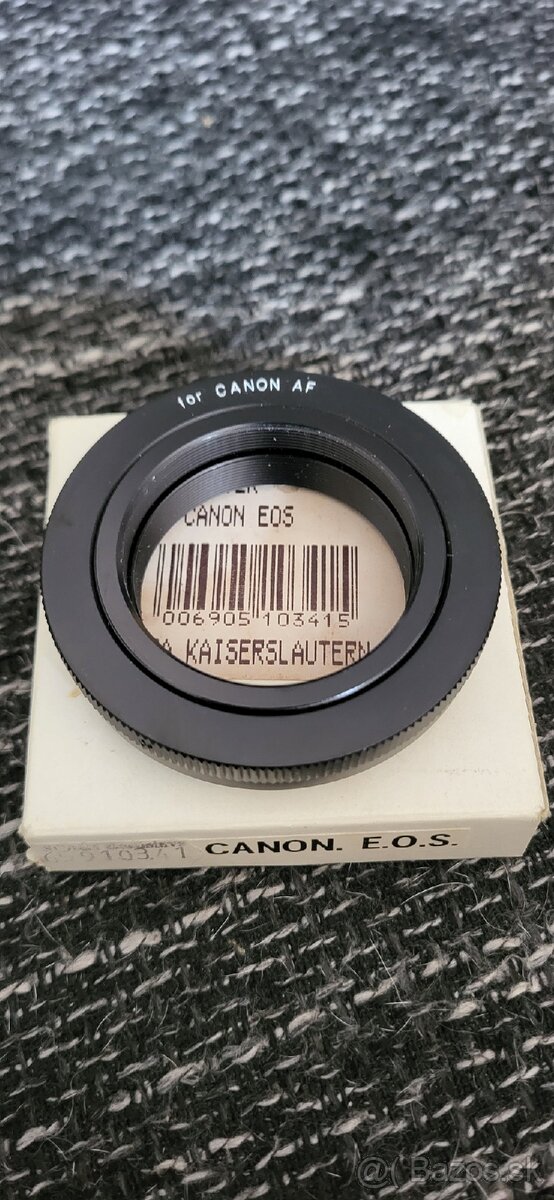 for CANON AF
CANON EOS
006905 103415
KAISERSLAUTERN
CANON. E.O.S.
Bazos.sk